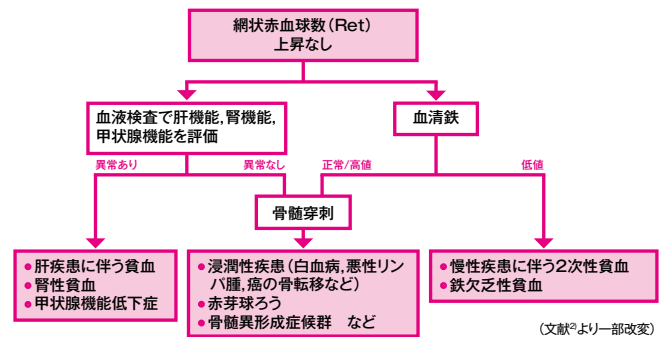 網状赤血球数(Ret)
上昇なし
血液検査で肝機能,腎機能,
甲状腺機能を評価
血清鉄
異常あり
異常なし
正常/高値
低値
骨髄穿刺
●肝疾患に伴う貧血
●腎性貧血
●甲状腺機能低下症
●浸潤性疾患(白血病,悪性リン
パ腫,癌の骨転移など)
●赤芽球ろう
●骨髄異形成症候群 など
●慢性疾患に伴う2次性貧血
●鉄欠乏性貧血
(文献2)より一部改変)